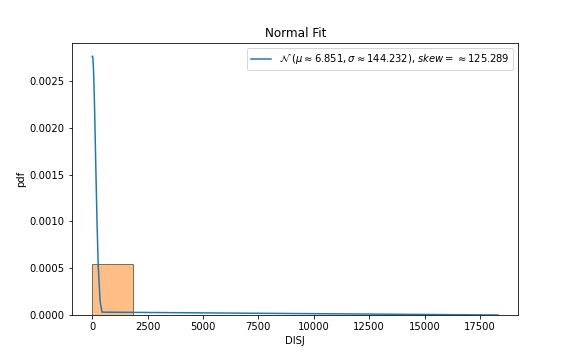 Normal Fit
𝒩 (μ ≈ 6.851, σ ≈ 144.232), skew = ≈ 125.289
0.0025
0.0020
0.0015
0.0010
0.0005
0.0000
pdf
0 2500 5000 7500 10000 12500 15000 17500
DISJ